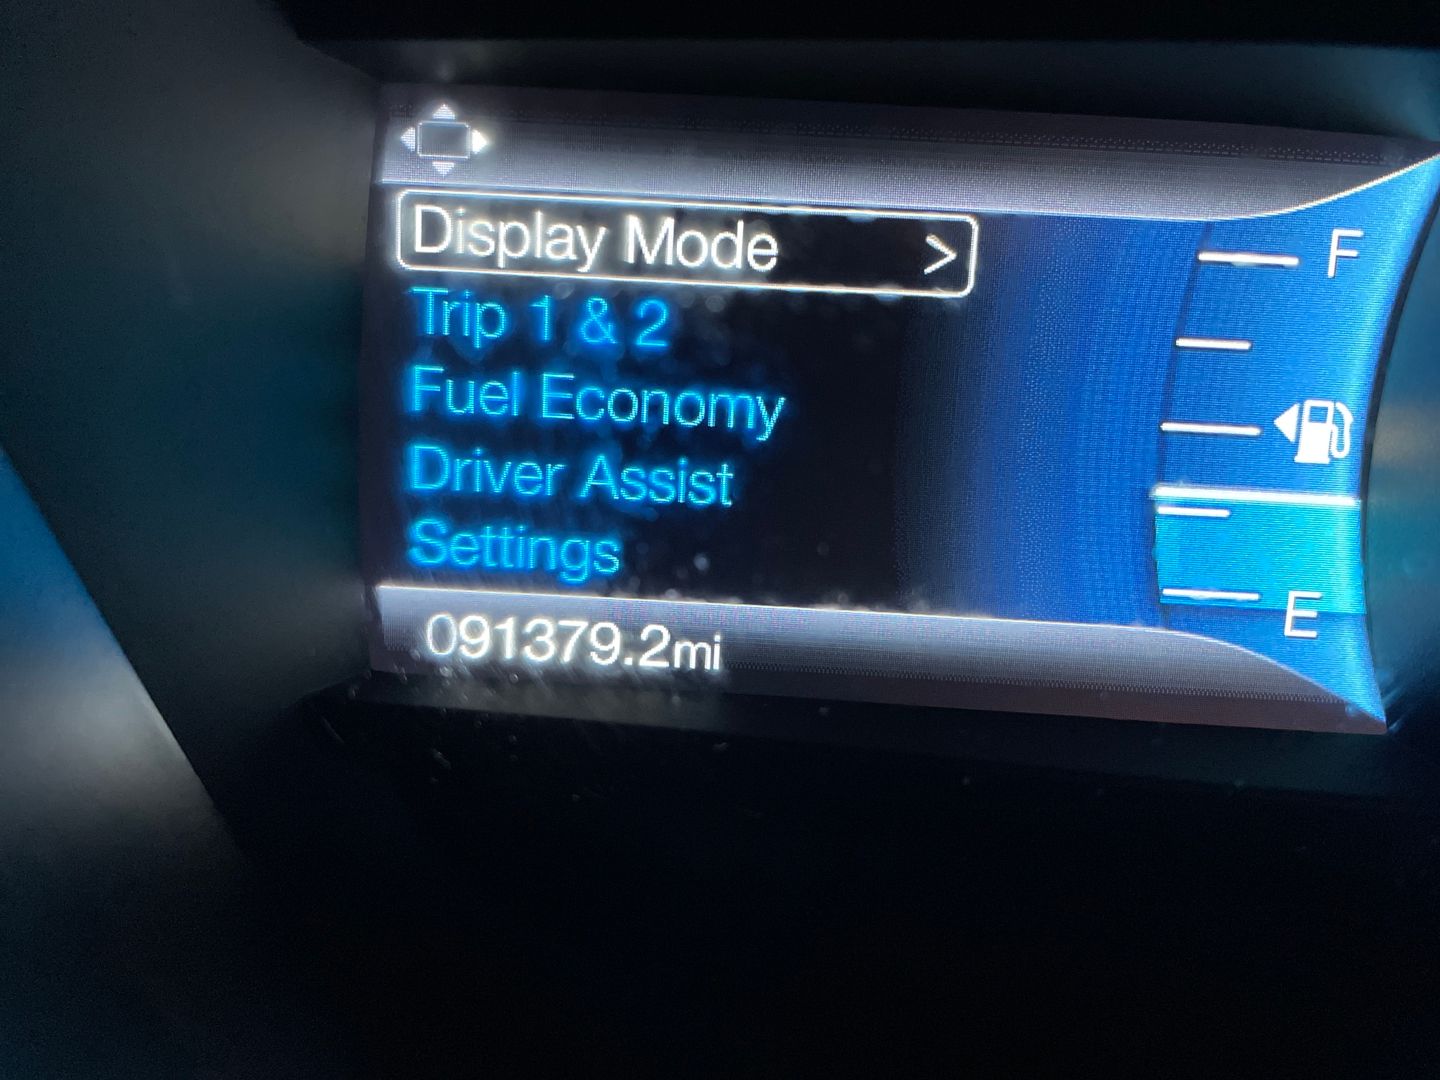 Display Mode >
Trip 1 & 2
Fuel Economy
Driver Assist
Settings
091379.2mi
F
E